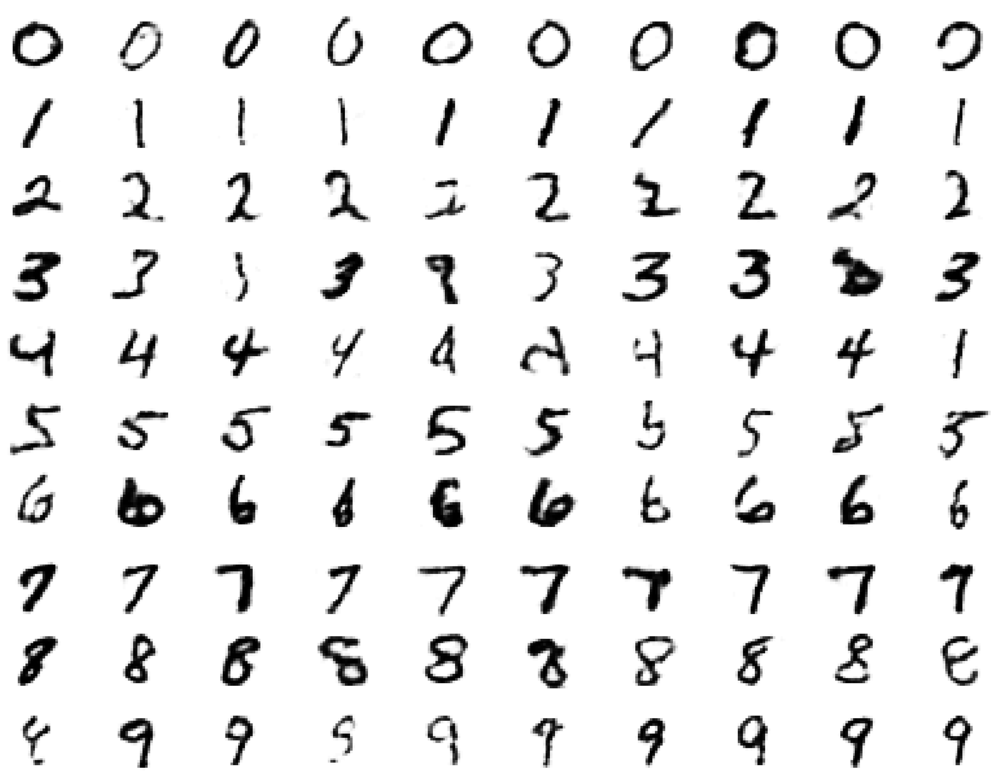 0 0 0 0 0 0 0 0 0 0
1 1 1 1 1 1 1 1 1 1
2 2 2 2 2 2 2 2 2 2
3 3 3 3 3 3 3 3
4 4 4 4 4 4 4 4
5 5 5 5 5 5 5 5 5 5
6 6 6 6 6 6 6 6 6 6
7 7 7 7 7 7 7 7 7 7
8 8 8 8 8 8 8 8 8
9 9 9 9 9 9 9 9